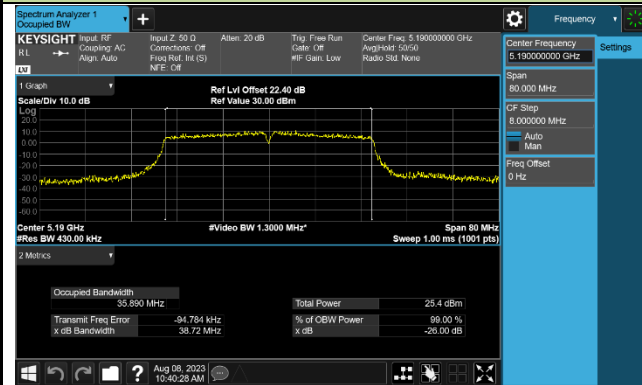 Spectrum Analyzer 1
Occupied BW
Frequency
KEYSIGHT
RL
LXI
Input: RF
Coupling: AC
Align: Auto
Input Z: 50 Ω
Corrections: Off
Freq Ref: Int (S)
NFE: Off
Atten: 20 dB
Trig: Free Run
Gate: Off
#IF Gain: Low
Center Freq: 5.190000000 GHz
Avg|Hold: 50/50
Radio Std: None
Center Frequency
5.190000000 GHz
Settings
Span
80.000 MHz
CF Step
8.000000 MHz
Auto
Man
Freq Offset
0 Hz
1 Graph
Scale/Div 10.0 dB
Ref Lvl Offset 22.40 dB
Ref Value 30.00 dBm
Log
20.0
10.0
0.00
-10.0
-20.0
-30.0
-40.0
-50.0
-60.0
Center 5.19 GHz
#Video BW 1.3000 MHz*
Span 80 MHz
#Res BW 430.00 kHz
Sweep 1.00 ms (1001 pts)
2 Metrics
Occupied Bandwidth
35.890 MHz
Total Power 25.4 dBm
Transmit Freq Error -94.784 kHz
% of OBW Power 99.00 %
x dB Bandwidth 38.72 MHz
x dB -26.00 dB
?
Aug 08, 2023
10:40:28 AM